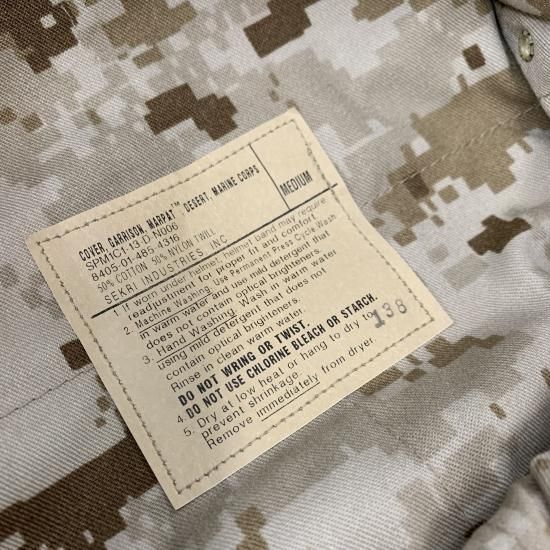 COVER, GARRISON MARPAT™, DESERT, MARINE CORPS
SPM1C1-13-D-N006
8405-01-485-4316
50% COTTON 50% NYLON TWILL
SEKRI INDUSTRIES, INC
MEDIUM
1. If worn under helmet, helmet band may require
readjustment for proper fit and comfort.
2. Machine Washing. Use Permanent Press Cycle. Wash
in warm water and use mild detergent that
does not contain optical brighteners.
3. Hand Washing. Wash in warm water
using mild detergent that does not
contain optical brighteners.
Rinse in clean warm water.
DO NOT WRING OR TWIST.
4. DO NOT USE CHLORINE BLEACH OR STARCH.
5. Dry at low heat or hang to dry to
prevent shrinkage.
Remove immediately from dryer.
138